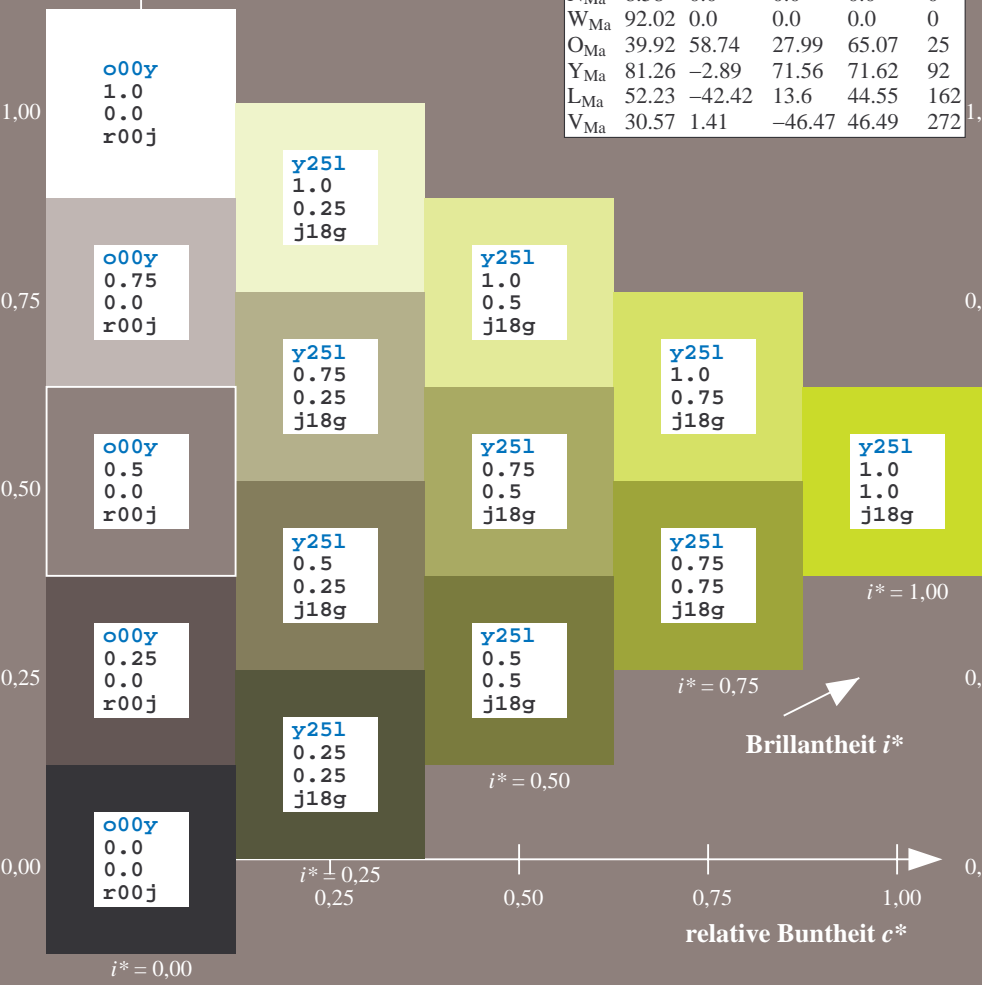 W_Ma 92.02 0.0 0.0 0.0 0
O_Ma 39.92 58.74 27.99 65.07 25
Y_Ma 81.26 –2.89 71.56 71.62 92
L_Ma 52.23 –42.42 13.6 44.55 162
V_Ma 30.57 1.41 –46.47 46.49 272
1,00
o00y
1.0
0.0
r00j
y25l
1.0
0.25
j18g
0,75
o00y
0.75
0.0
r00j
y25l
1.0
0.5
j18g
y25l
0.75
0.25
j18g
y25l
1.0
0.75
j18g
0,50
o00y
0.5
0.0
r00j
y25l
0.75
0.5
j18g
y25l
1.0
1.0
j18g
y25l
0.5
0.25
j18g
y25l
0.75
0.75
j18g
i* = 1,00
0,25
o00y
0.25
0.0
r00j
y25l
0.5
0.5
j18g
i* = 0,75
y25l
0.25
0.25
j18g
Brillantheit i*
i* = 0,50
0,00
o00y
0.0
0.0
r00j
i* = 0,25
0,25
0,50
0,75
1,00
relative Buntheit c*
i* = 0,00